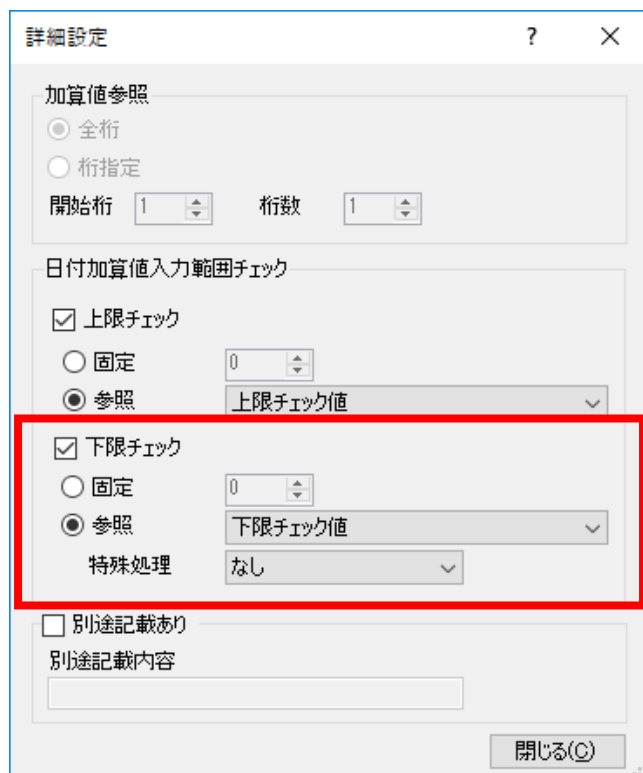 詳細設定 ?
加算値参照
全桁
桁指定
開始桁 1 桁数 1
日付加算値入力範囲チェック
上限チェック
固定 0
参照 上限チェック値
下限チェック
固定 0
参照 下限チェック値
特殊処理 なし
別途記載あり
別途記載内容
閉じる(C)